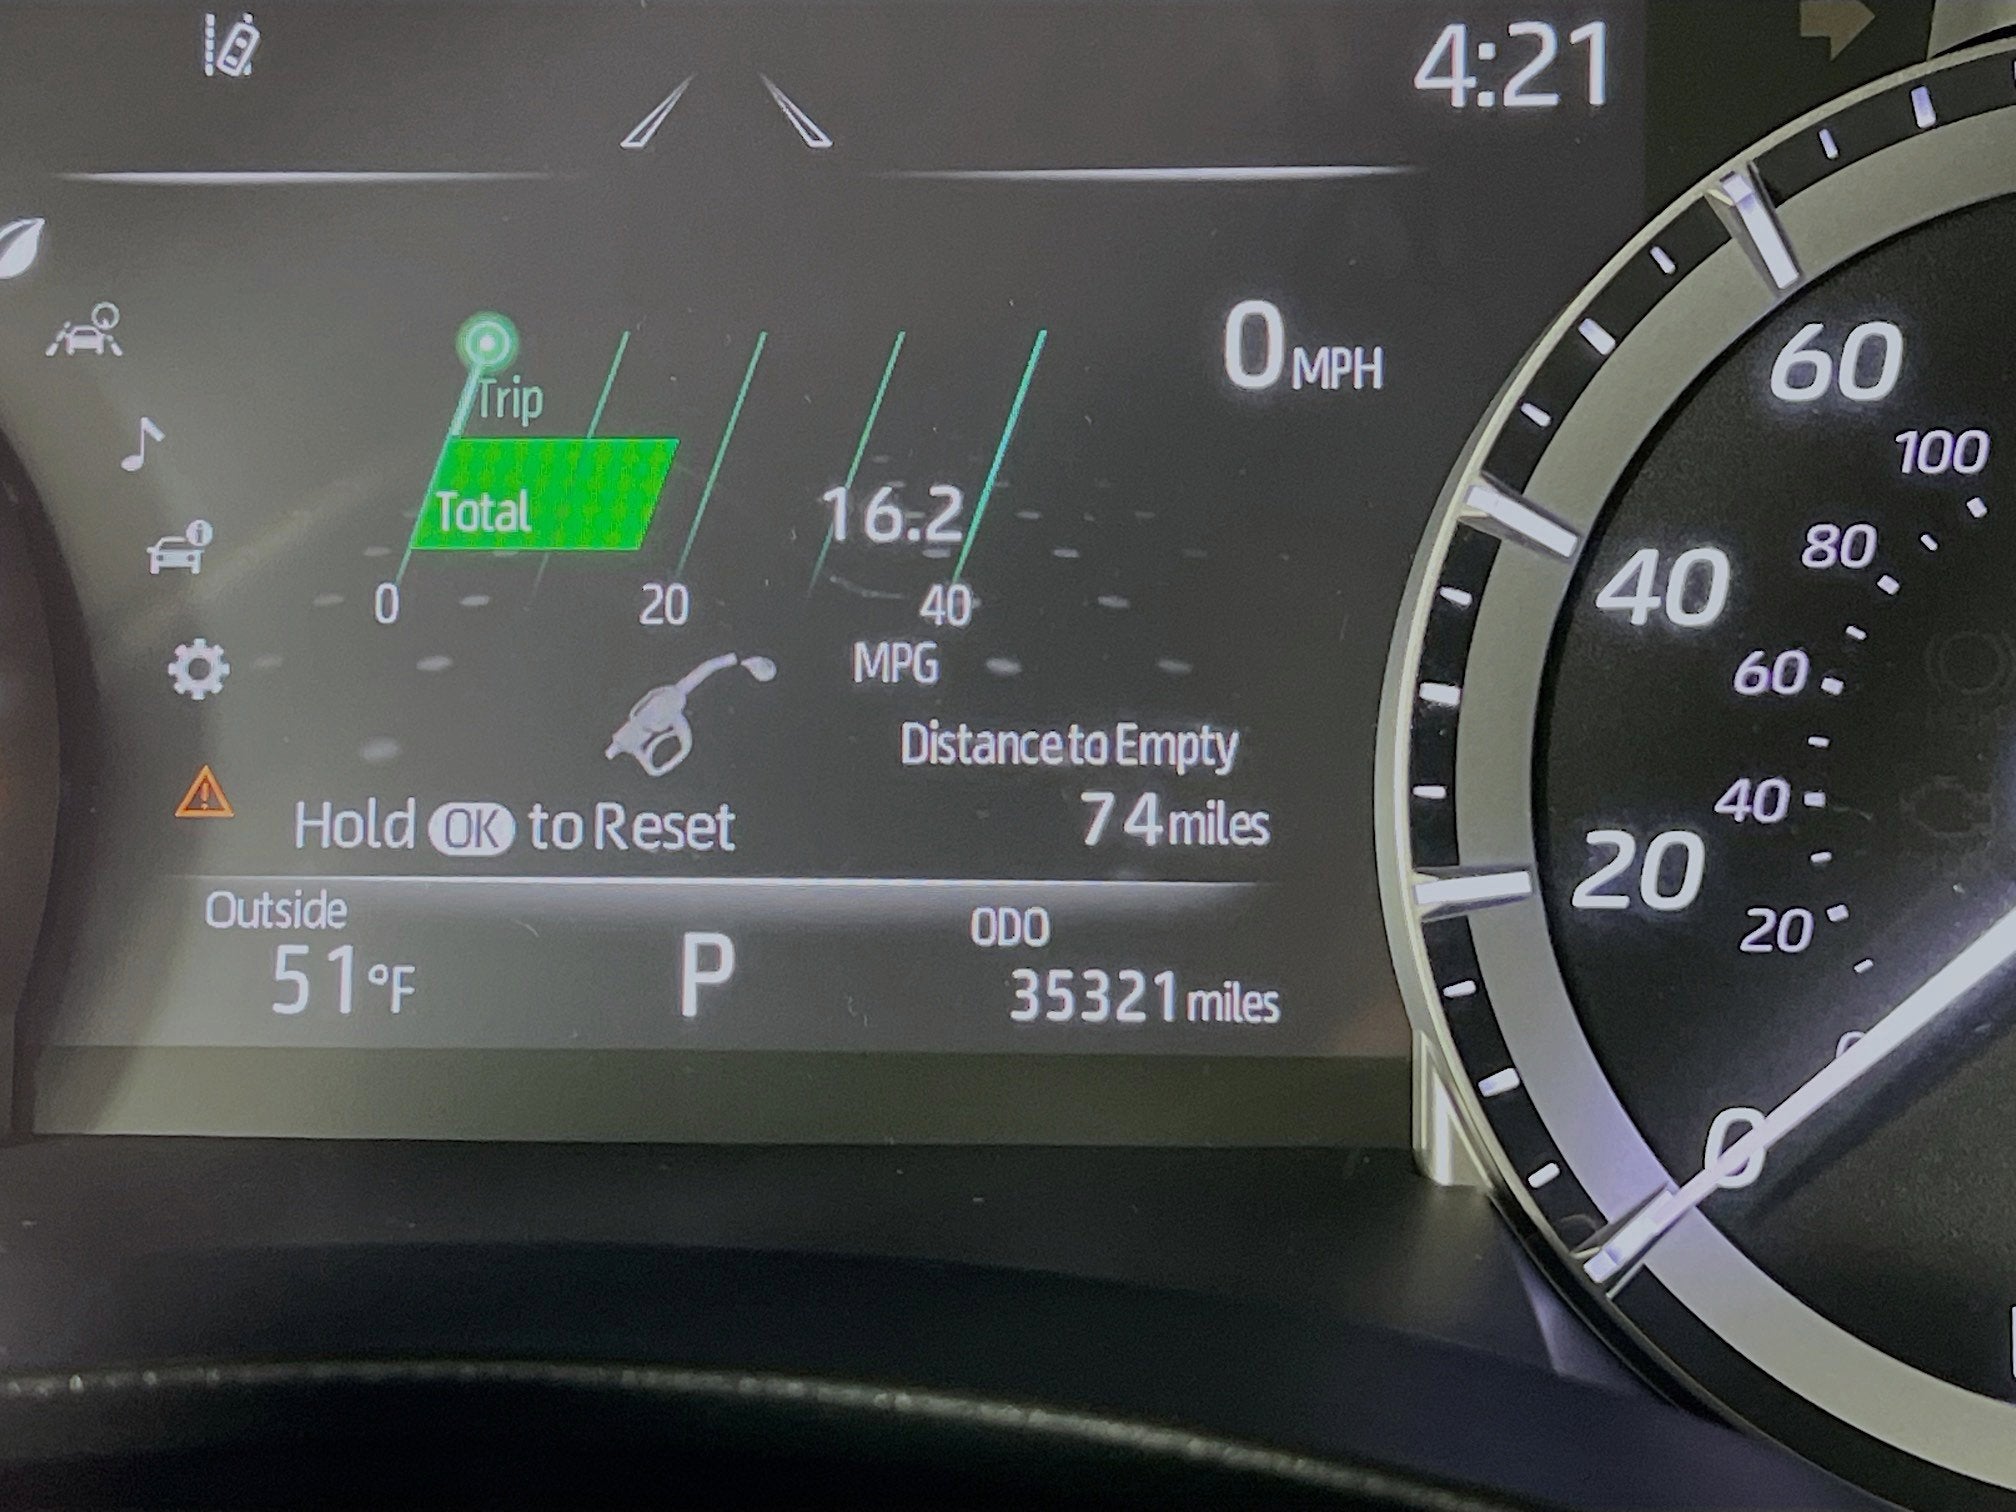 4:21
0 MPH
Trip
Total 16.2
0 20 40
MPG
Distance to Empty
74 miles
Hold OK to Reset
Outside
51°F
P
ODO
35321 miles
60
100
80
40
60
40
20
20
0
0